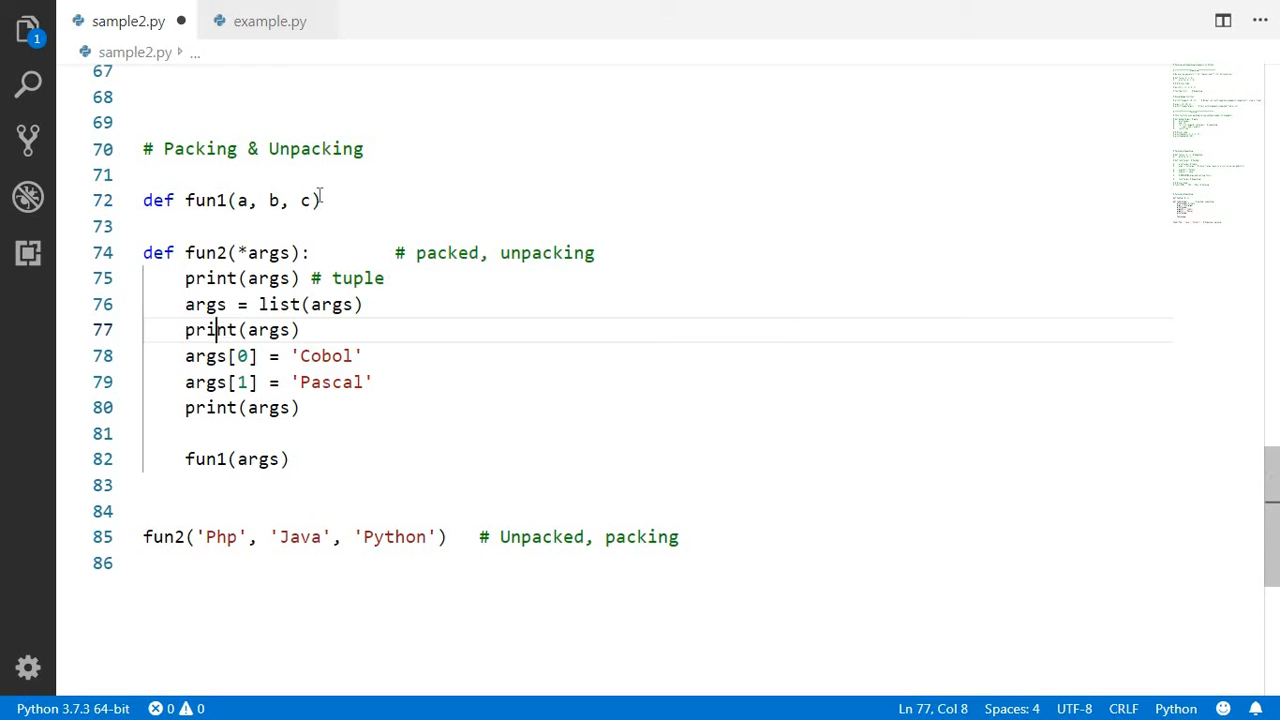 sample2.py ● example.py
1
sample2.py ...
67
68
69
70 # Packing & Unpacking
71
72 def fun1(a, b, c)
73
74 def fun2(*args): # packed, unpacking
75 print(args) # tuple
76 args = list(args)
77 print(args)
78 args[0] = 'Cobol'
79 args[1] = 'Pascal'
80 print(args)
81
82 fun1(args)
83
84
85 fun2('Php', 'Java', 'Python') # Unpacked, packing
86
Python 3.7.3 64-bit 0 0 Ln 77, Col 8 Spaces: 4 UTF-8 CRLF Python